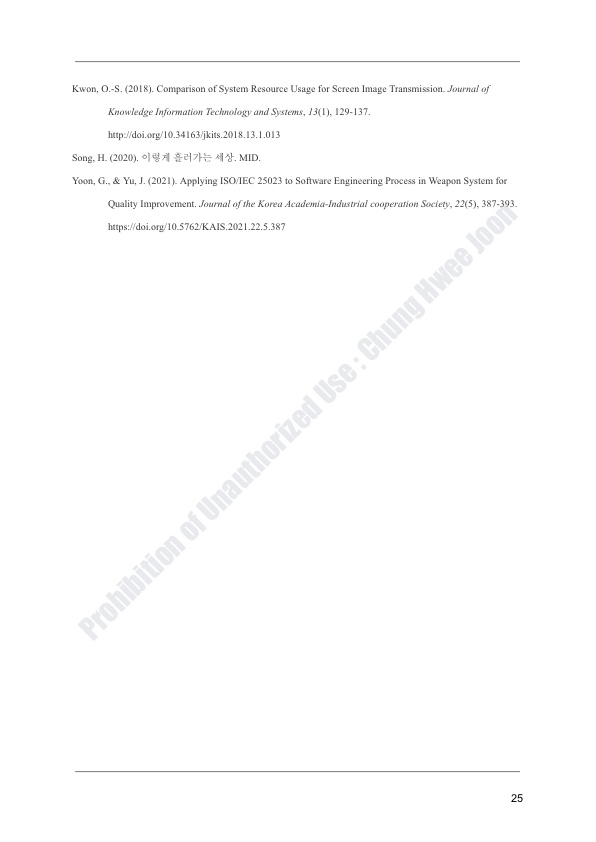 Kwon, O.-S. (2018). Comparison of System Resource Usage for Screen Image Transmission. Journal of
Knowledge Information Technology and Systems, 13(1), 129-137.
http://doi.org/10.34163/jkits.2018.13.1.013
Song, H. (2020). 이렇게 흘러가는 세상. MID.
Yoon, G., & Yu, J. (2021). Applying ISO/IEC 25023 to Software Engineering Process in Weapon System for
Quality Improvement. Journal of the Korea Academia-Industrial cooperation Society, 22(5), 387-393.
https://doi.org/10.5762/KAIS.2021.22.5.387
Prohibition of Unauthorized Use : Chung Hwee Joon
25